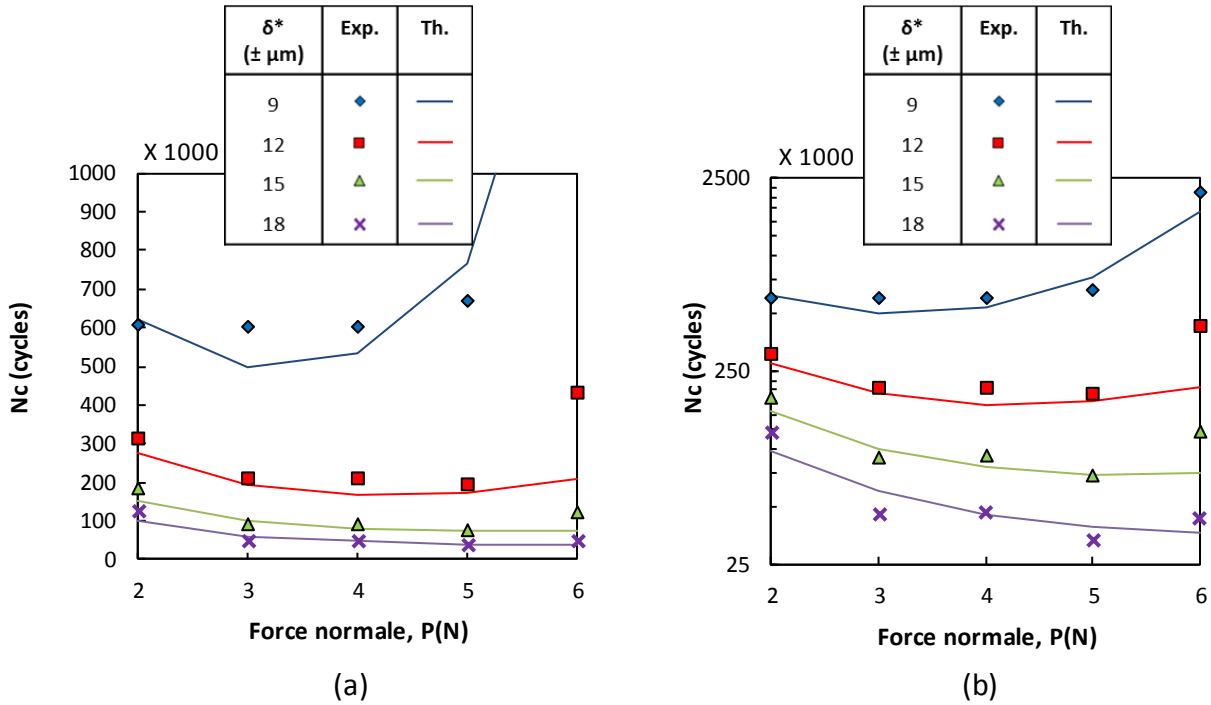 δ* (± μm) Exp. Th.
9
12
15
18
X 1000
1000
900
800
700
600
500
400
300
200
100
0
2 3 4 5 6
Nc (cycles)
Force normale, P(N)
(a)
δ* (± μm) Exp. Th.
9
12
15
18
X 1000
2500
250
25
2 3 4 5 6
Nc (cycles)
Force normale, P(N)
(b)